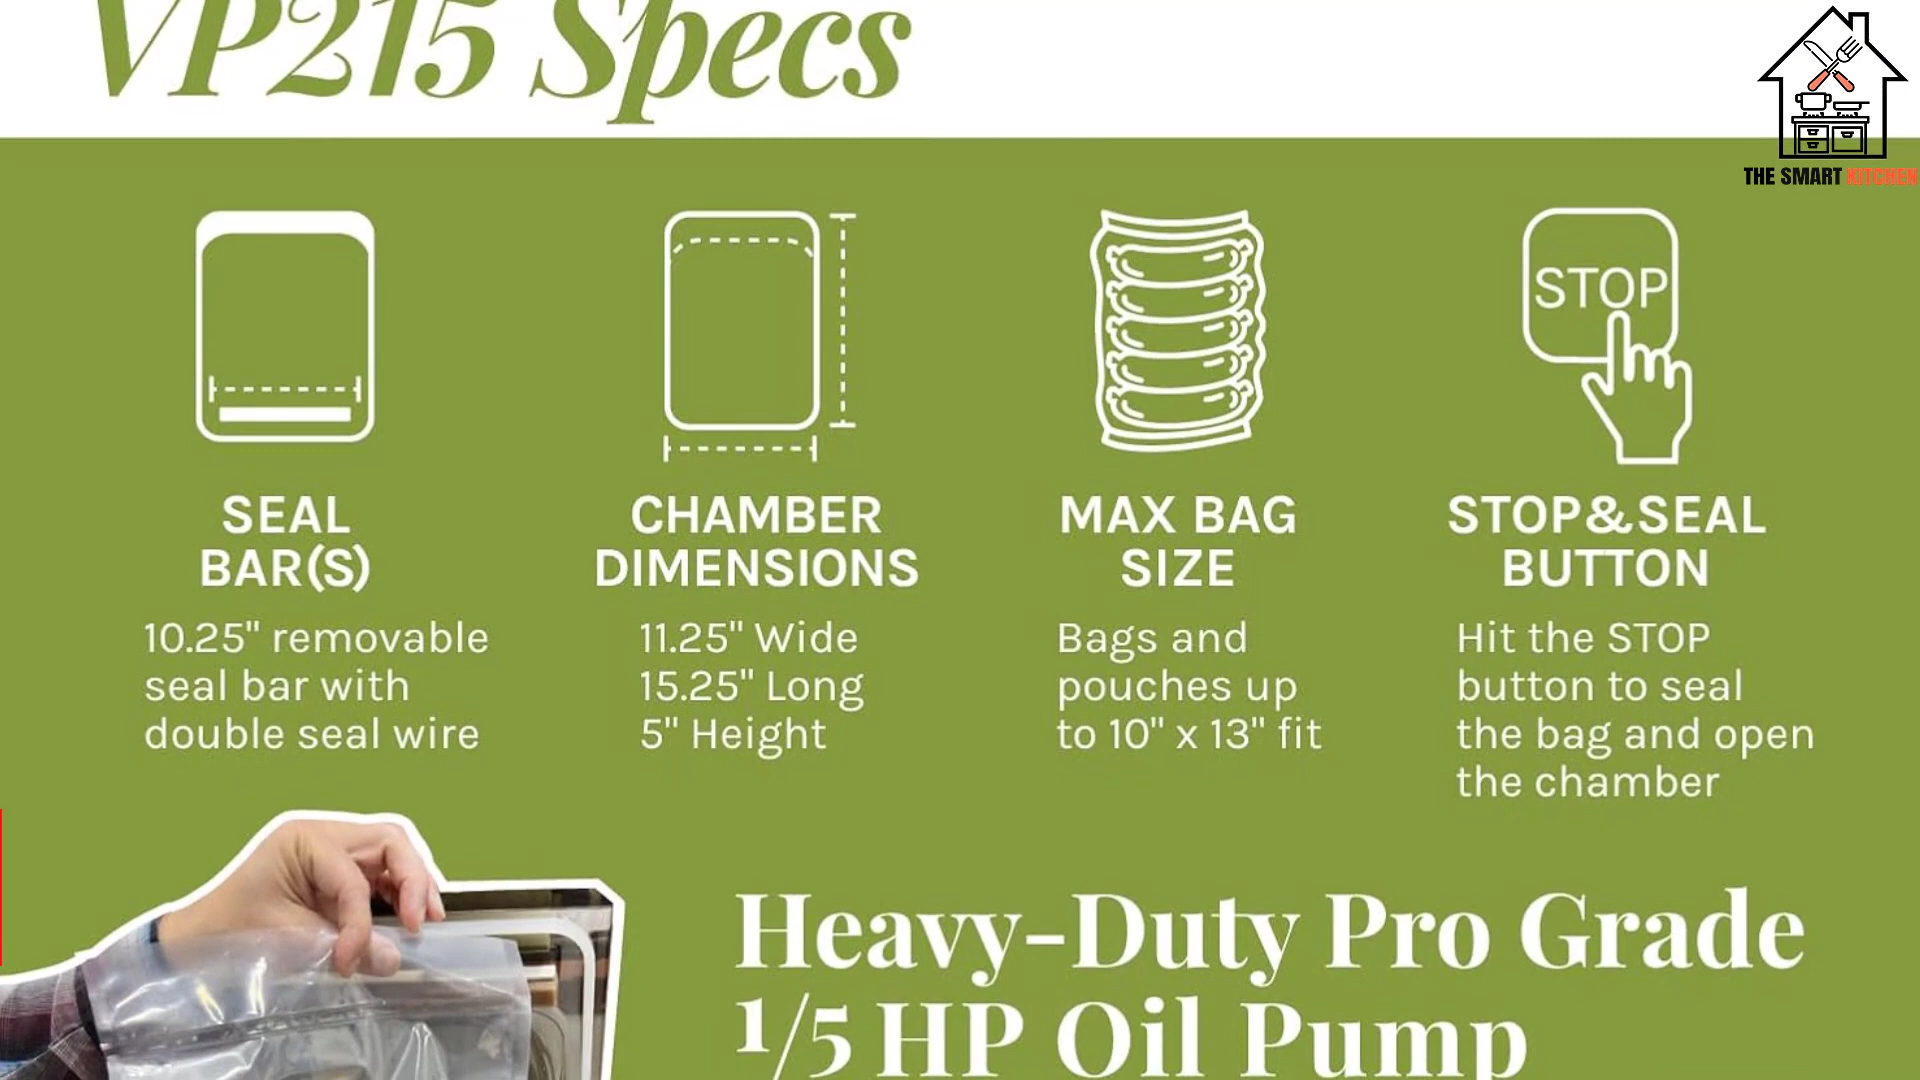 VP215 Specs
THE SMART KITCHEN
STOP
SEAL
BAR(S)
10.25" removable
seal bar with
double seal wire
CHAMBER
DIMENSIONS
11.25" Wide
15.25" Long
5" Height
MAX BAG
SIZE
Bags and
pouches up
to 10" x 13" fit
STOP&SEAL
BUTTON
Hit the STOP
button to seal
the bag and open
the chamber
Heavy-Duty Pro Grade
1/5 HP Oil Pump